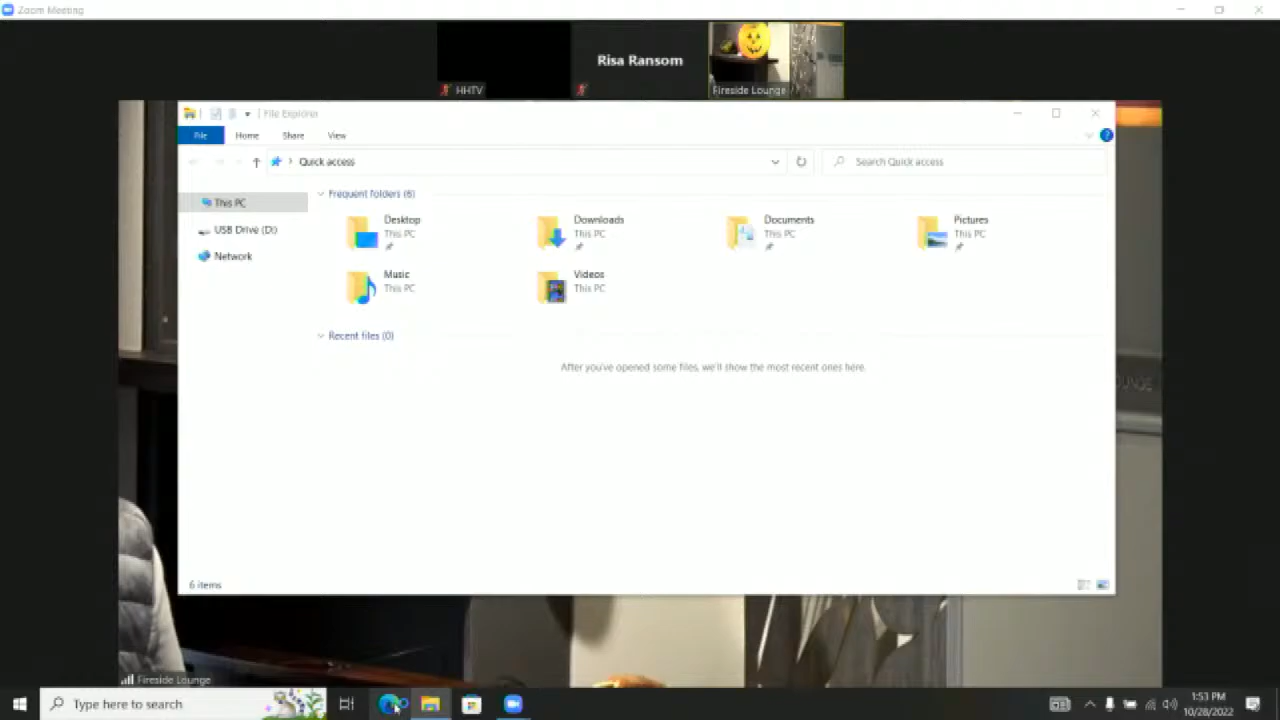 Zoom Meeting
HHTV
Risa Ransom
Fireside Lounge
File Explorer
File
Home
Share
View
Quick access
Search Quick access
This PC
USB Drive (D:)
Network
Frequent folders (6)
Desktop
This PC
Downloads
This PC
Documents
This PC
Pictures
This PC
Music
This PC
Videos
This PC
Recent files (0)
After you've opened some files, we'll show the most recent ones here.
6 items
Fireside Lounge
Type here to search
1:53 PM
10/28/2022